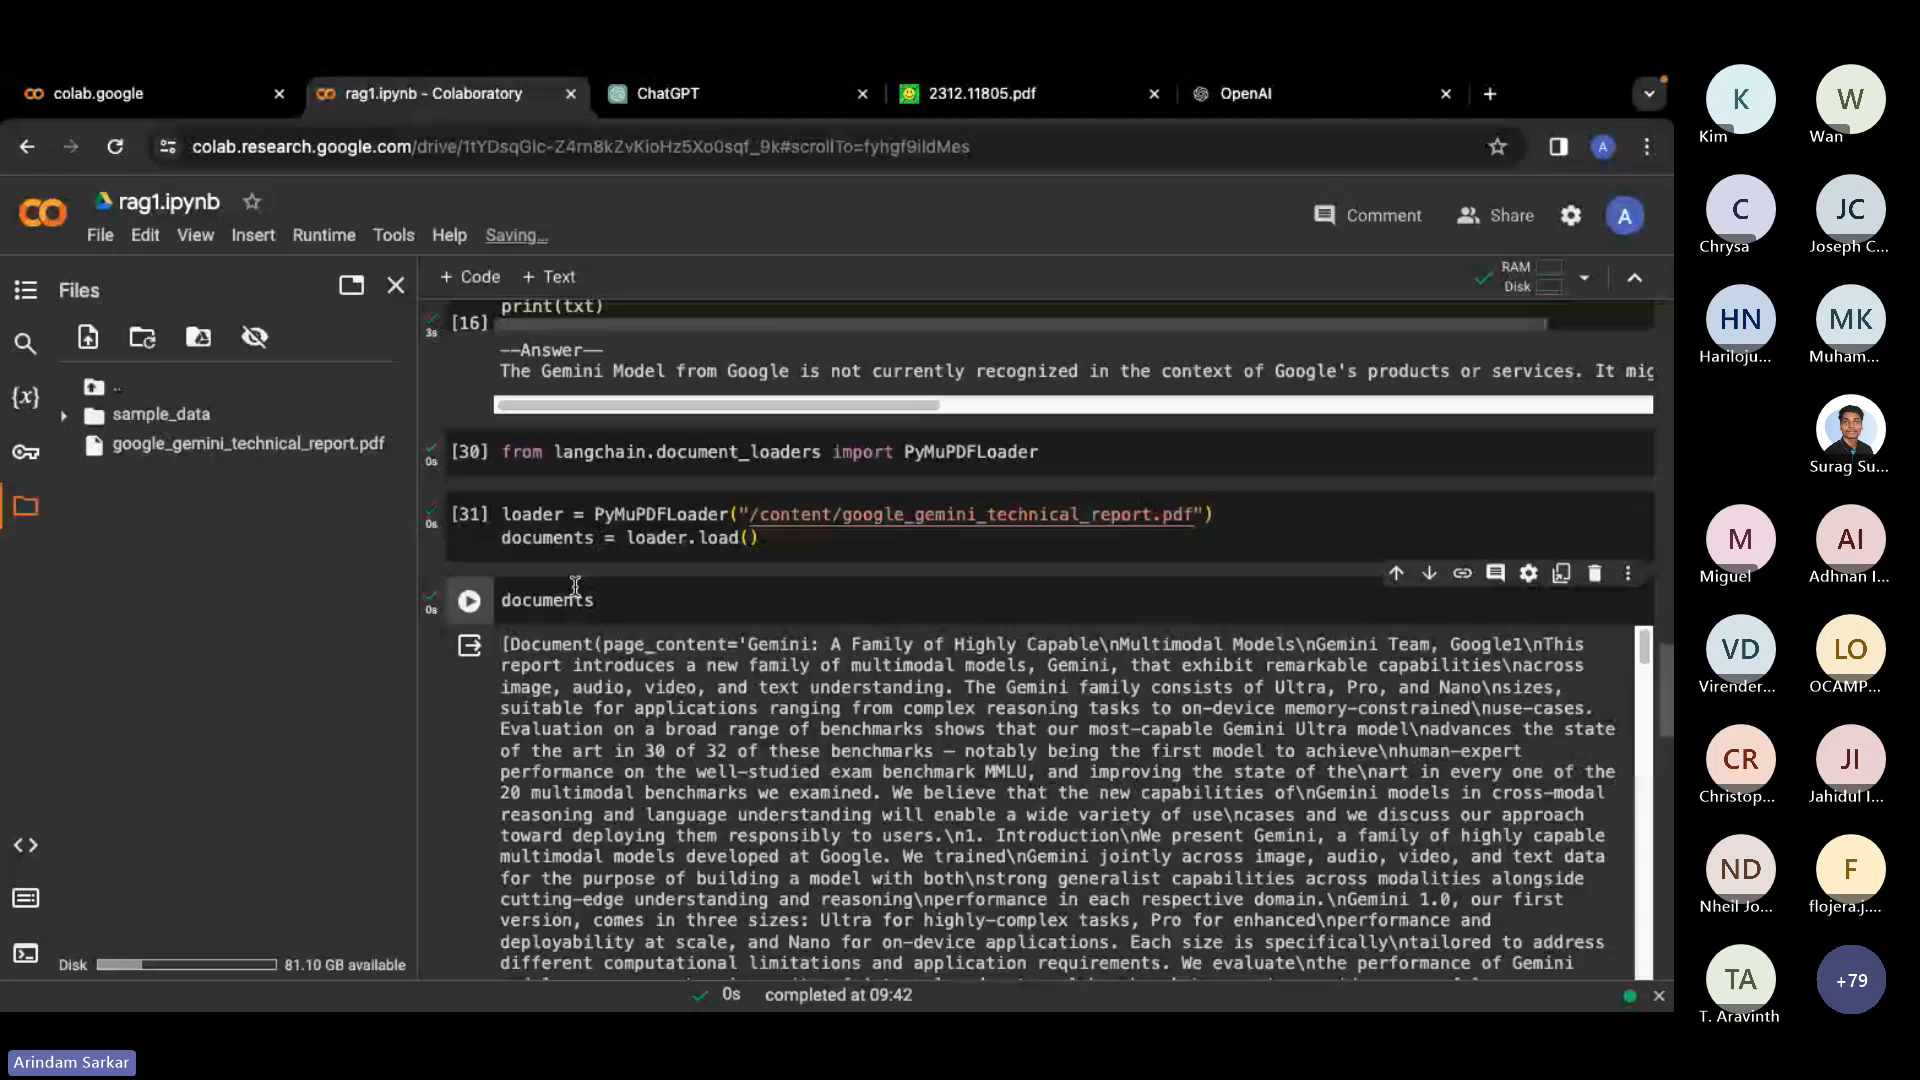 colab.google
rag1.ipynb - Colaboratory
ChatGPT
2312.11805.pdf
OpenAI
colab.research.google.com/drive/1tYDsqGlc-Z4rn8kZvKioHz5Xo0sqf_9k#scrollTo=fyhgf9ildMes
A
rag1.ipynb
Comment
Share
A
File Edit View Insert Runtime Tools Help Saving...
Files
+ Code + Text
RAM
Disk
..
sample_data
google_gemini_technical_report.pdf
{x}
Disk
81.10 GB available
print(txt)
3s
[16]
——Answer——
The Gemini Model from Google is not currently recognized in the context of Google's products or services. It mig
0s
[30] from langchain.document_loaders import PyMuPDFLoader
0s
[31] loader = PyMuPDFLoader("/content/google_gemini_technical_report.pdf")
documents = loader.load()
0s
documents
[Document(page_content='Gemini: A Family of Highly Capable\nMultimodal Models\nGemini Team, Google1\nThis
report introduces a new family of multimodal models, Gemini, that exhibit remarkable capabilities\nacross
image, audio, video, and text understanding. The Gemini family consists of Ultra, Pro, and Nano\nsizes,
suitable for applications ranging from complex reasoning tasks to on-device memory-constrained\nuse-cases.
Evaluation on a broad range of benchmarks shows that our most-capable Gemini Ultra model\nadvances the state
of the art in 30 of 32 of these benchmarks — notably being the first model to achieve\nhuman-expert
performance on the well-studied exam benchmark MMLU, and improving the state of the\nart in every one of the
20 multimodal benchmarks we examined. We believe that the new capabilities of\nGemini models in cross-modal
reasoning and language understanding will enable a wide variety of use\ncases and we discuss our approach
toward deploying them responsibly to users.\n1. Introduction\nWe present Gemini, a family of highly capable
multimodal models developed at Google. We trained\nGemini jointly across image, audio, video, and text data
for the purpose of building a model with both\nstrong generalist capabilities across modalities alongside
cutting-edge understanding and reasoning\nperformance in each respective domain.\nGemini 1.0, our first
version, comes in three sizes: Ultra for highly-complex tasks, Pro for enhanced\nperformance and
deployability at scale, and Nano for on-device applications. Each size is specifically\ntailored to address
different computational limitations and application requirements. We evaluate\nthe performance of Gemini
0s completed at 09:42
Arindam Sarkar
K
Kim
W
Wan
C
Chrysa
JC
Joseph C...
HN
Hariloju...
MK
Muham...
Surag Su...
M
Miguel
AI
Adhnan I...
VD
Virender...
LO
OCAMP...
CR
Christop...
JI
Jahidul I...
ND
Nheil Jo...
F
flojera.j....
TA
T. Aravinth
+79